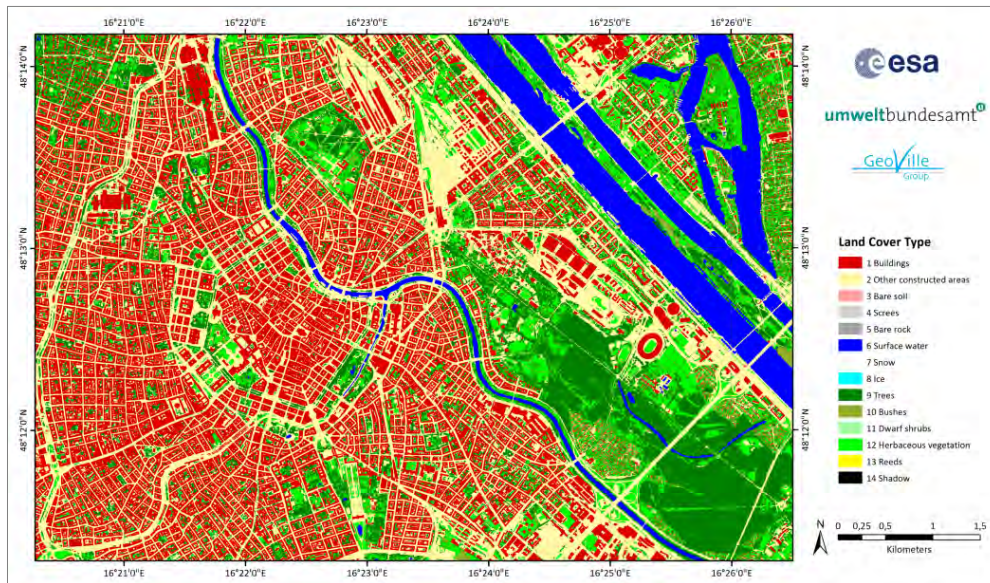 16°21'0"E 16°22'0"E 16°23'0"E 16°24'0"E 16°25'0"E 16°26'0"E
48°14'0"N 48°14'0"N
esa
umweltbundesamt U
GeoVille
Group
48°13'0"N 48°13'0"N
Land Cover Type
1 Buildings
2 Other constructed areas
3 Bare soil
4 Screes
5 Bare rock
6 Surface water
7 Snow
8 Ice
9 Trees
10 Bushes
11 Dwarf shrubs
12 Herbaceous vegetation
13 Reeds
14 Shadow
48°12'0"N 48°12'0"N
N
0 0,25 0,5 1 1,5
Kilometers
16°21'0"E 16°22'0"E 16°23'0"E 16°24'0"E 16°25'0"E 16°26'0"E